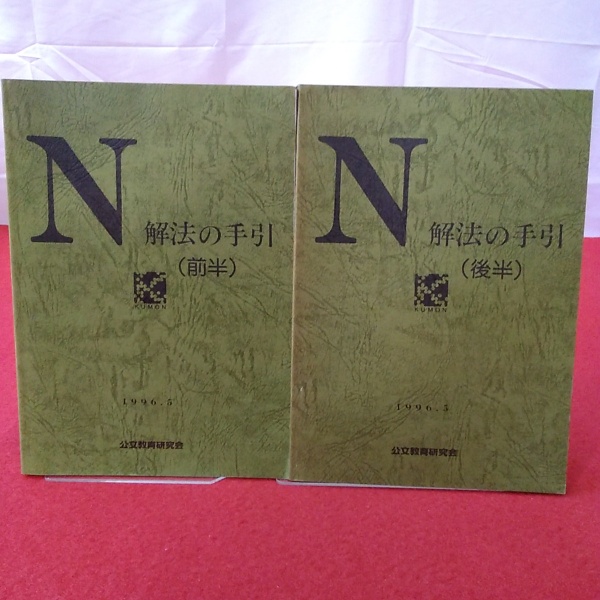 N
解法の手引
(前半)
KUMON
1996.5
公文教育研究会
N
解法の手引
(後半)
KUMON
1996.5
公文教育研究会